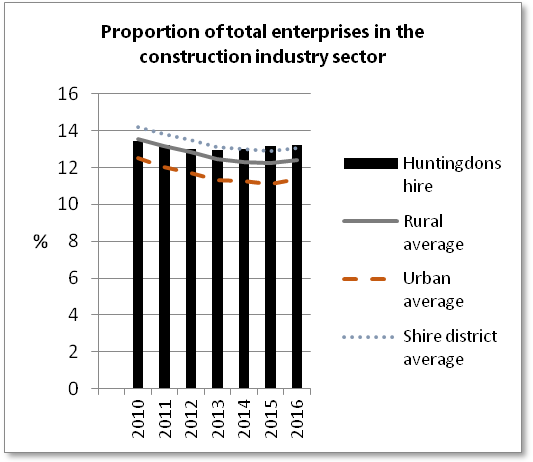 Proportion of total enterprises in the
construction industry sector
16
14
12
10
8
6
4
2
0
%
2010
2011
2012
2013
2014
2015
2016
Huntingdons
hire
Rural
average
Urban
average
Shire district
average